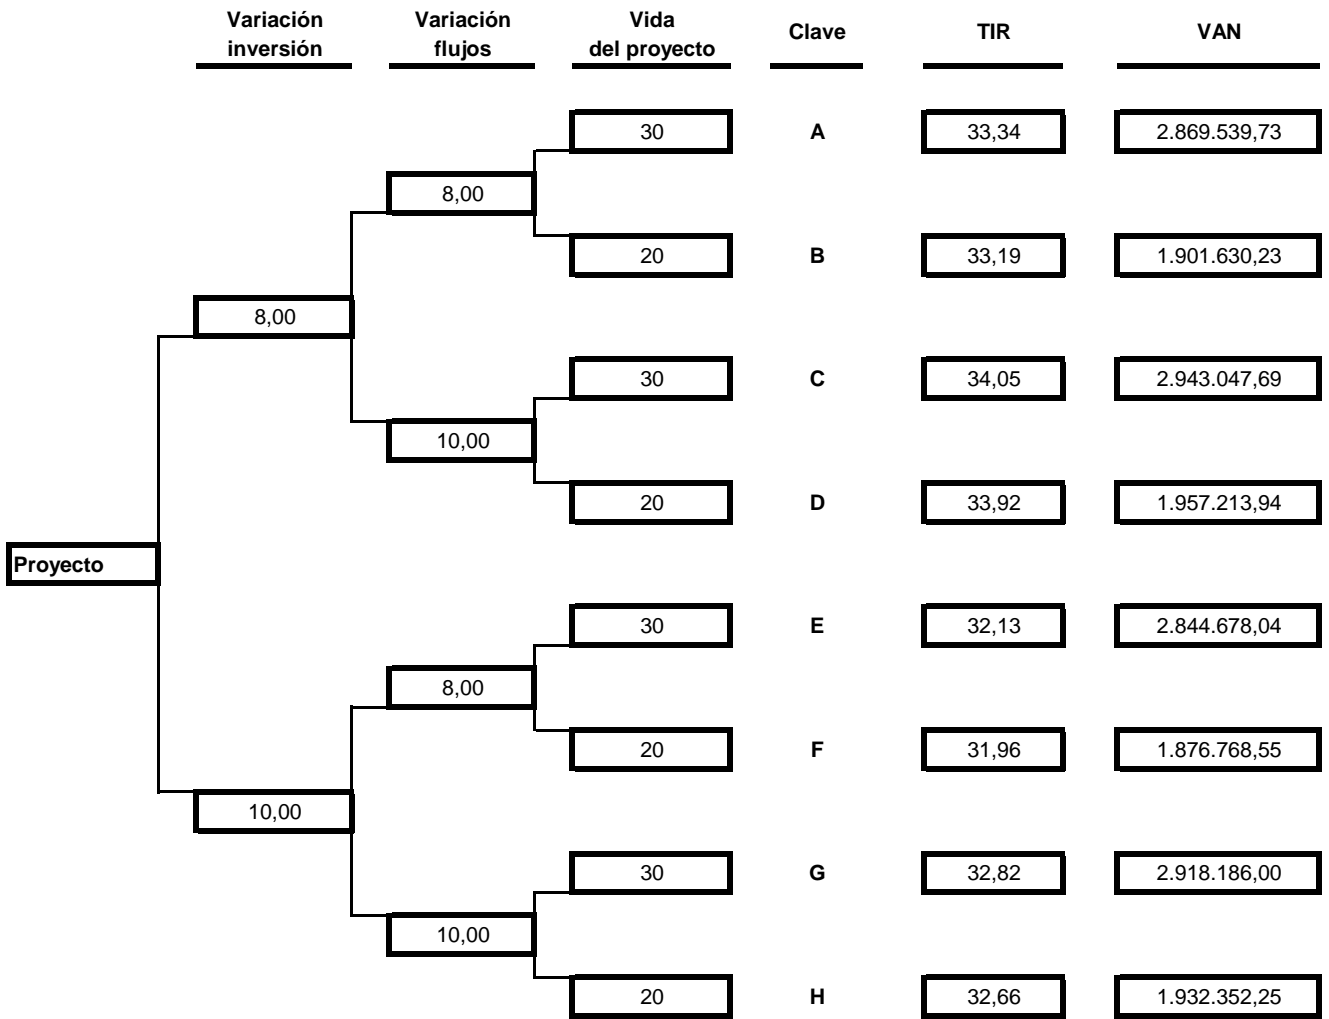 Variación inversión
Variación flujos
Vida del proyecto
Clave
TIR
VAN
30 A 33,34 2.869.539,73
8,00
20 B 33,19 1.901.630,23
8,00
30 C 34,05 2.943.047,69
10,00
20 D 33,92 1.957.213,94
Proyecto
30 E 32,13 2.844.678,04
8,00
20 F 31,96 1.876.768,55
10,00
30 G 32,82 2.918.186,00
10,00
20 H 32,66 1.932.352,25